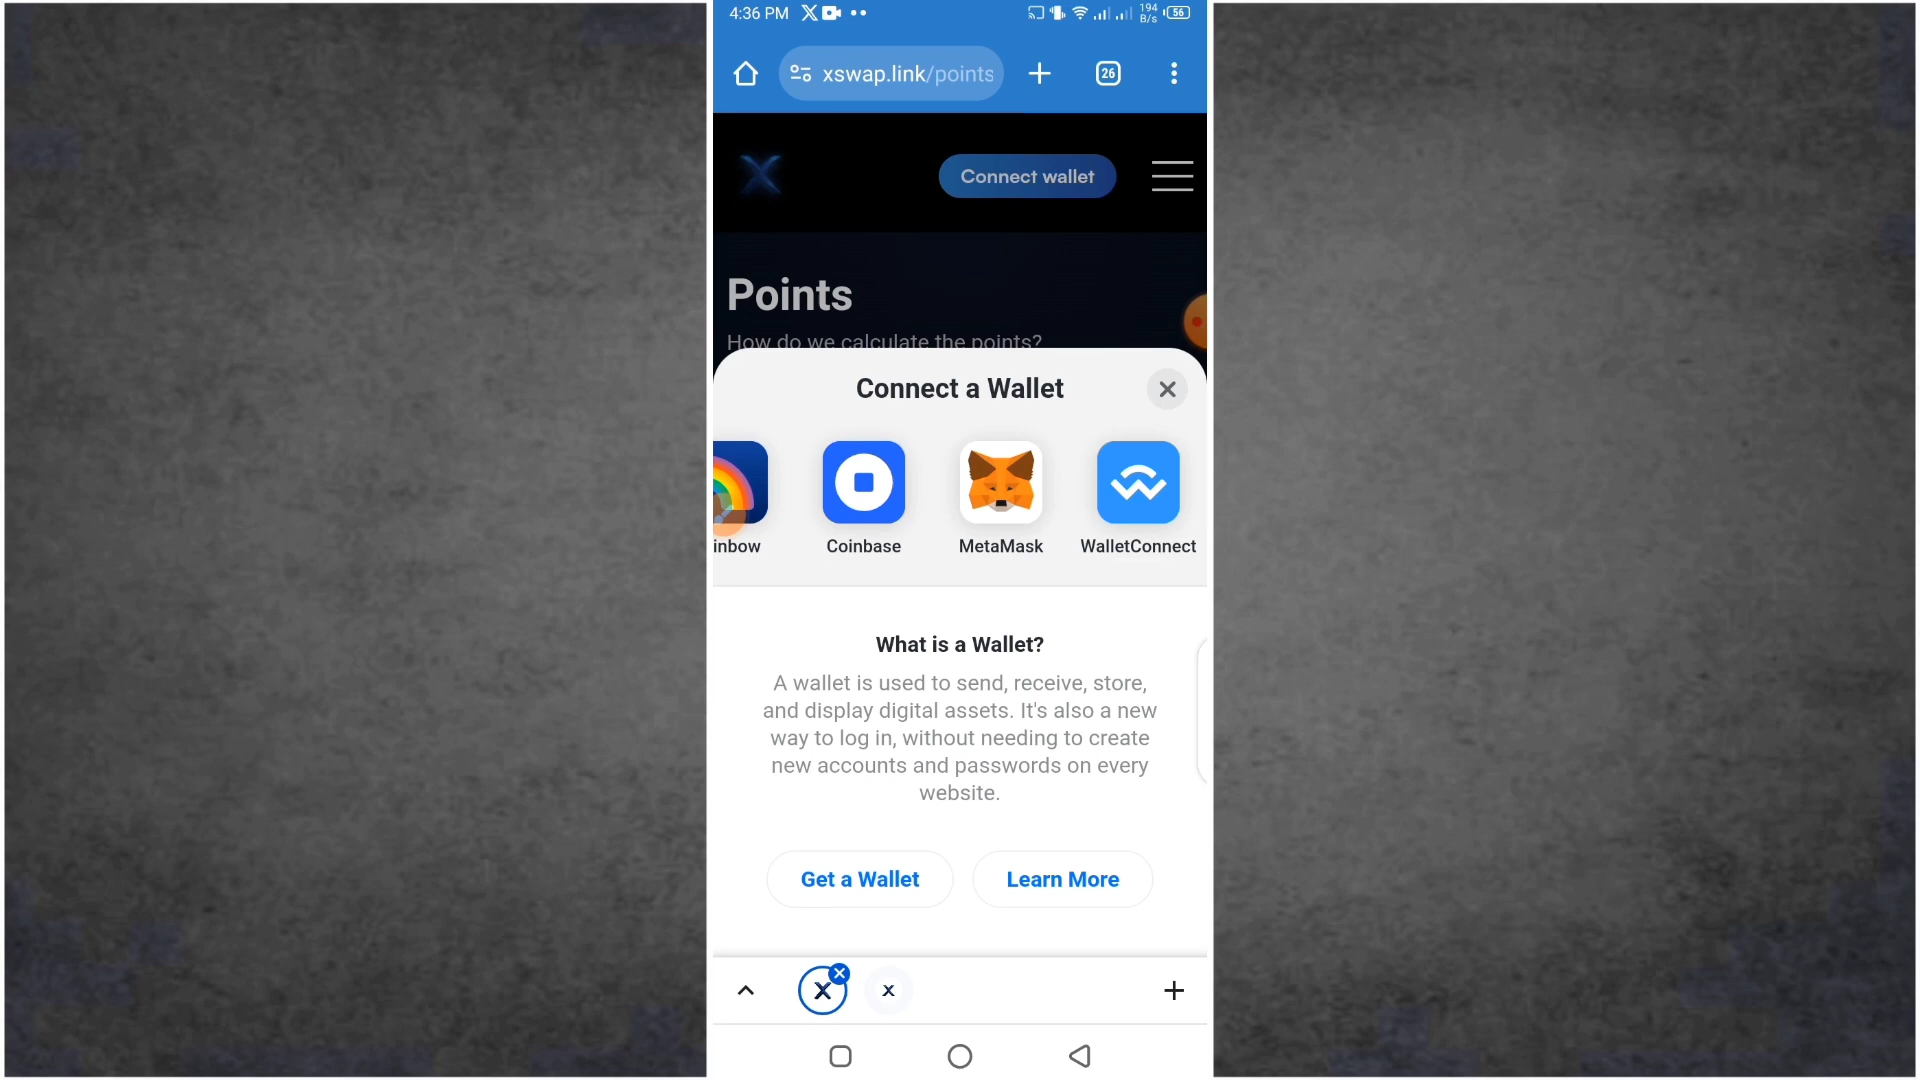 4:36 PM
194
B/s
56
xswap.link/points
26
Connect wallet
Points
How do we calculate the points?
Connect a Wallet
inbow
Coinbase
MetaMask
WalletConnect
What is a Wallet?
A wallet is used to send, receive, store,
and display digital assets. It's also a new
way to log in, without needing to create
new accounts and passwords on every
website.
Get a Wallet
Learn More